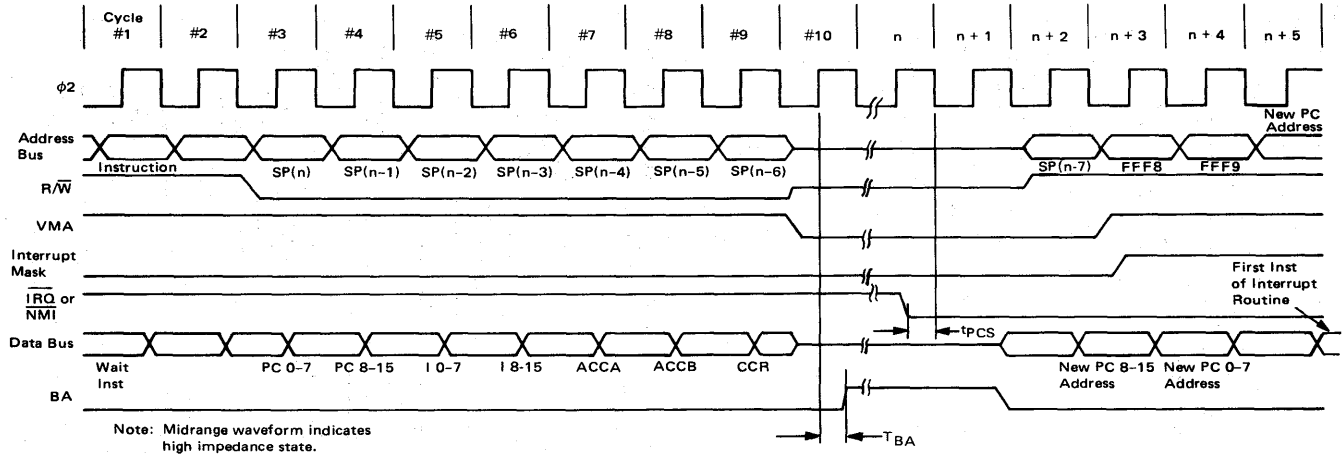 Cycle
#1 #2 #3 #4 #5 #6 #7 #8 #9 #10 n n + 1 n + 2 n + 3 n + 4 n + 5
ϕ2
New PC
Address
Address
Bus
Instruction SP(n) SP(n-1) SP(n-2) SP(n-3) SP(n-4) SP(n-5) SP(n-6) SP(n-7) FFF8 FFF9
R/W̅
VMA
Interrupt
Mask
First Inst
of Interrupt
Routine
I̅R̅Q̅ or
N̅M̅I̅
tPCS
Data Bus
Wait
Inst
PC 0-7 PC 8-15 I 0-7 I 8-15 ACCA ACCB CCR
New PC 8-15
Address
New PC 0-7
Address
BA
TBA
Note: Midrange waveform indicates
high impedance state.